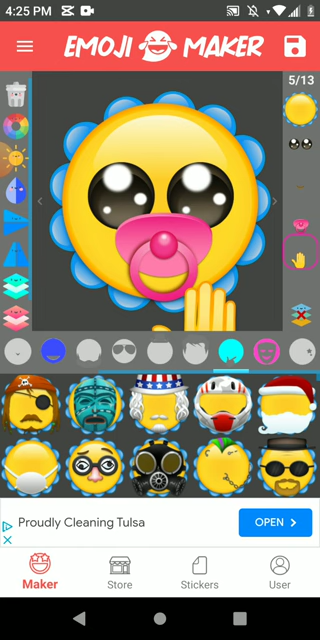 4:25 PM
EMOJI MAKER
5/13
Proudly Cleaning Tulsa
OPEN
Maker
Store
Stickers
User